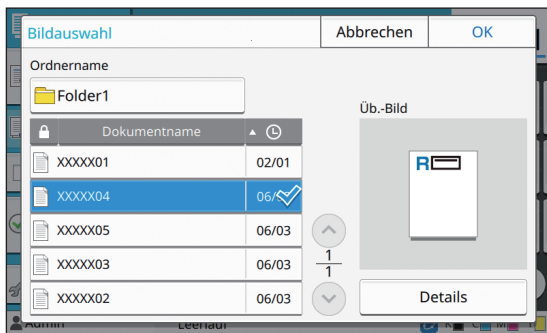 Bildauswahl
Abbrechen
OK
Ordnername
Folder1
Üb.-Bild
Dokumentname
XXXXX01 02/01
XXXXX04 06/
XXXXX05 06/03
XXXXX03 06/03
XXXXX02 06/03
1
1
R
Details
Admin
Leerlauf
K C M